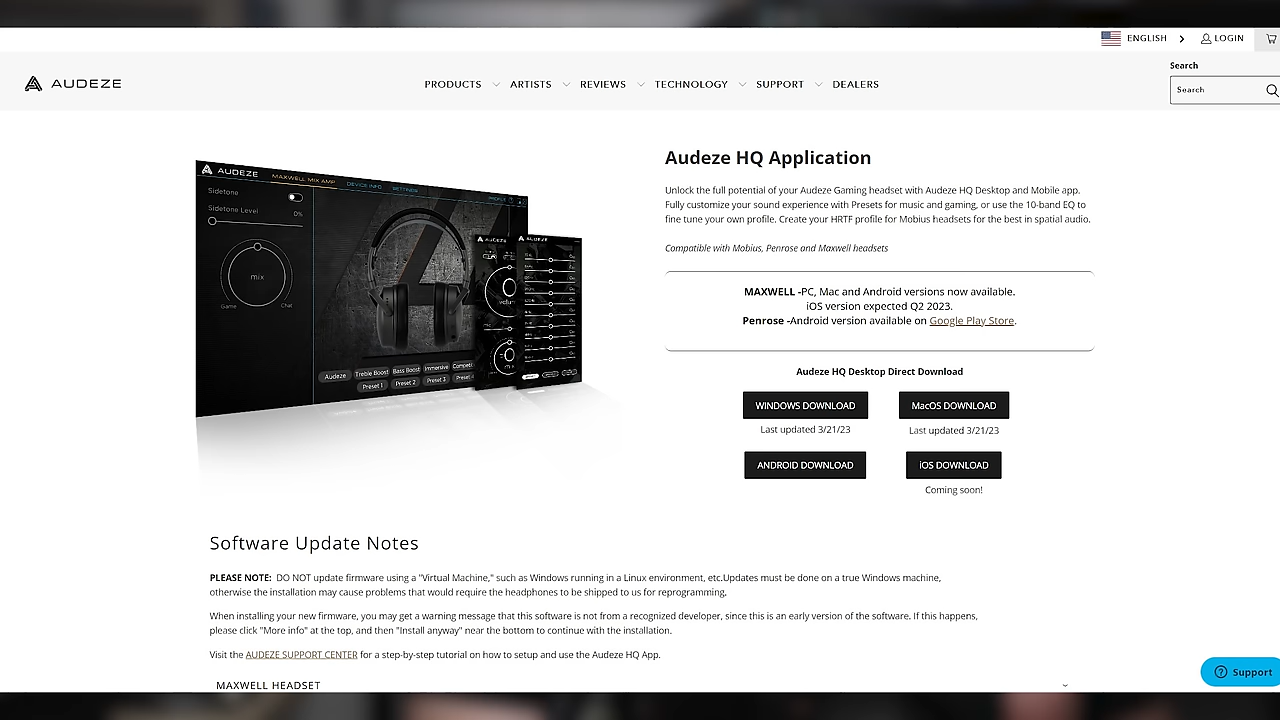 ENGLISH
LOGIN
Search
AUDEZE
PRODUCTS
ARTISTS
REVIEWS
TECHNOLOGY
SUPPORT
DEALERS
Search
Audeze HQ Application
Unlock the full potential of your Audeze Gaming headset with Audeze HQ Desktop and Mobile app.
Fully customize your sound experience with Presets for music and gaming, or use the 10-band EQ to
fine tune your own profile. Create your HRTF profile for Mobius headsets for the best in spatial audio.
Compatible with Mobius, Penrose and Maxwell headsets
AUDEZE
MAXWELL MIX AMP
DEVICE INFO
SETTINGS
PROFILE
Sidetone
Sidetone Level
0%
mix
Game
Chat
AUDEZE
AUDEZE
Audeze
Treble Boost
Bass Boost
Immersive
Competi
Preset 1
Preset 2
Preset 3
Preset
MAXWELL -PC, Mac and Android versions now available.
iOS version expected Q2 2023.
Penrose -Android version available on Google Play Store.
Audeze HQ Desktop Direct Download
WINDOWS DOWNLOAD
MacOS DOWNLOAD
Last updated 3/21/23
Last updated 3/21/23
ANDROID DOWNLOAD
iOS DOWNLOAD
Coming soon!
Software Update Notes
PLEASE NOTE: DO NOT update firmware using a "Virtual Machine," such as Windows running in a Linux environment, etc.Updates must be done on a true Windows machine,
otherwise the installation may cause problems that would require the headphones to be shipped to us for reprogramming.
When installing your new firmware, you may get a warning message that this software is not from a recognized developer, since this is an early version of the software. If this happens,
please click "More info" at the top, and then "Install anyway" near the bottom to continue with the installation.
Visit the AUDEZE SUPPORT CENTER for a step-by-step tutorial on how to setup and use the Audeze HQ App.
MAXWELL HEADSET
Support